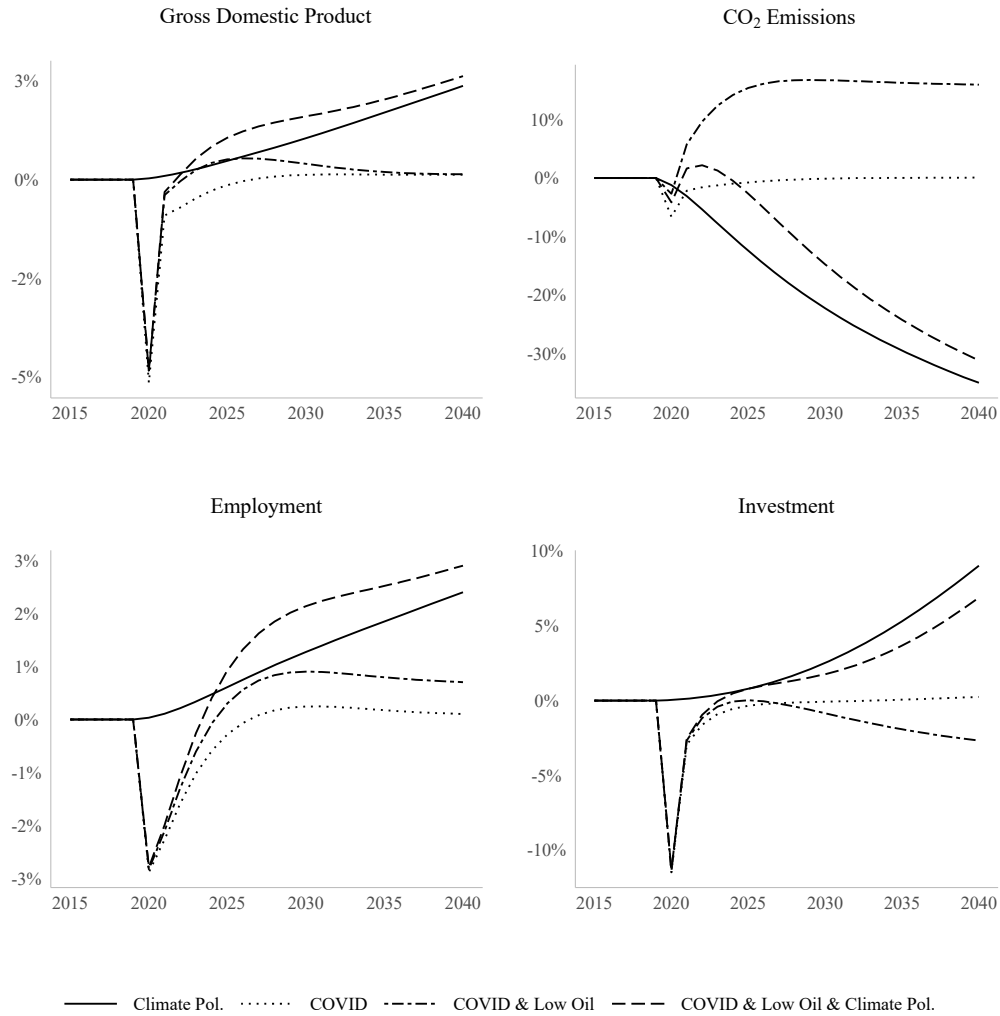 Gross Domestic Product
3%
0%
-2%
-5%
2015 2020 2025 2030 2035 2040
CO₂ Emissions
10%
0%
-10%
-20%
-30%
2015 2020 2025 2030 2035 2040
Employment
3%
2%
1%
0%
-1%
-2%
-3%
2015 2020 2025 2030 2035 2040
Investment
10%
5%
0%
-5%
-10%
2015 2020 2025 2030 2035 2040
Climate Pol. COVID COVID & Low Oil COVID & Low Oil & Climate Pol.